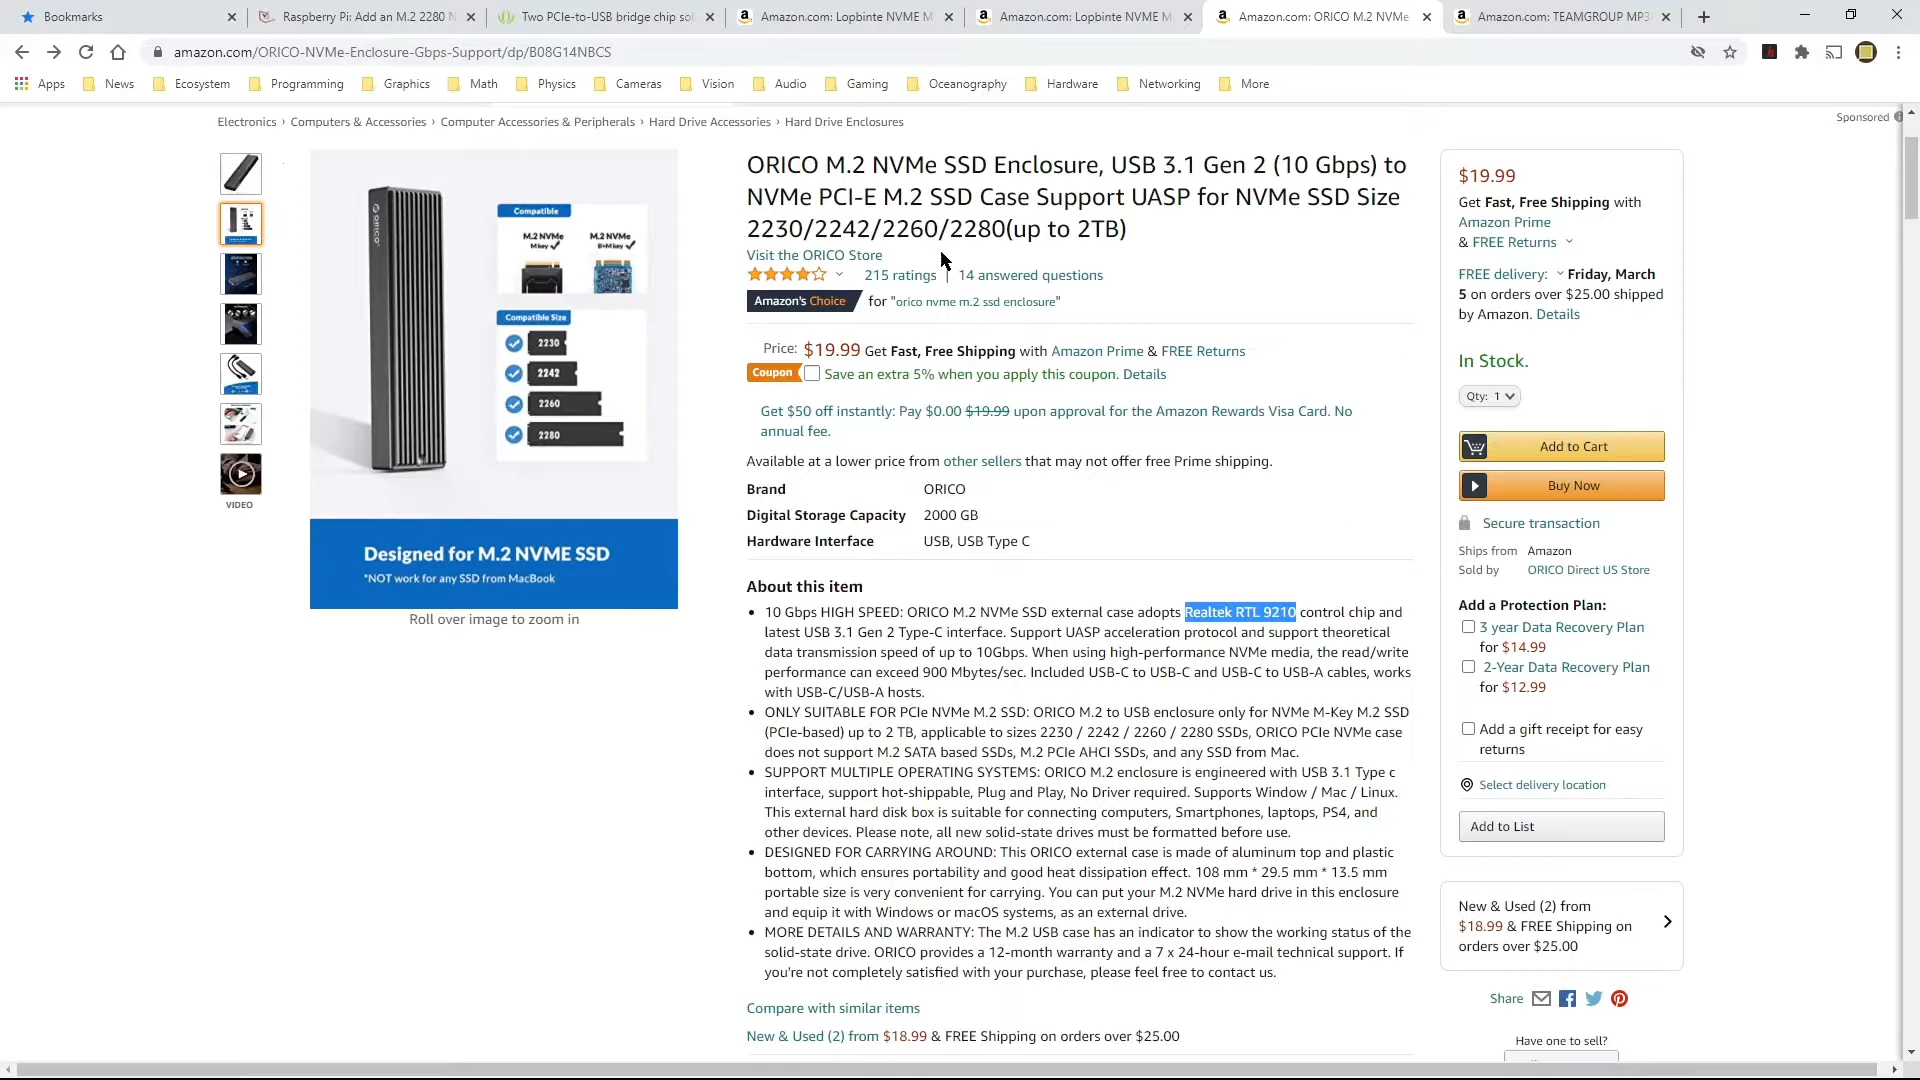 Bookmarks
Raspberry Pi: Add an M.2 2280 N
Two PCIe-to-USB bridge chip sol
Amazon.com: Lopbinte NVME M
Amazon.com: Lopbinte NVME M
Amazon.com: ORICO M.2 NVMe
Amazon.com: TEAMGROUP MP3
amazon.com/ORICO-NVMe-Enclosure-Gbps-Support/dp/B08G14NBCS
Apps News Ecosystem Programming Graphics Math Physics Cameras Vision Audio Gaming Oceanography Hardware Networking More
Electronics › Computers & Accessories › Computer Accessories & Peripherals › Hard Drive Accessories › Hard Drive Enclosures
Sponsored
ORICO
Compatible
M.2 NVMe
M key
M.2 NVMe
B+M key
Compatible Size
2230
2242
2260
2280
Designed for M.2 NVME SSD
*NOT work for any SSD from MacBook
Roll over image to zoom in
VIDEO
ORICO M.2 NVMe SSD Enclosure, USB 3.1 Gen 2 (10 Gbps) to
NVMe PCI-E M.2 SSD Case Support UASP for NVMe SSD Size
2230/2242/2260/2280(up to 2TB)
Visit the ORICO Store
215 ratings | 14 answered questions
Amazon's Choice for "orico nvme m.2 ssd enclosure"
Price: $19.99 Get Fast, Free Shipping with Amazon Prime & FREE Returns
Coupon Save an extra 5% when you apply this coupon. Details
Get $50 off instantly: Pay $0.00 $19.99 upon approval for the Amazon Rewards Visa Card. No
annual fee.
Available at a lower price from other sellers that may not offer free Prime shipping.
Brand ORICO
Digital Storage Capacity 2000 GB
Hardware Interface USB, USB Type C
About this item
• 10 Gbps HIGH SPEED: ORICO M.2 NVMe SSD external case adopts Realtek RTL 9210 control chip and
latest USB 3.1 Gen 2 Type-C interface. Support UASP acceleration protocol and support theoretical
data transmission speed of up to 10Gbps. When using high-performance NVMe media, the read/write
performance can exceed 900 Mbytes/sec. Included USB-C to USB-C and USB-C to USB-A cables, works
with USB-C/USB-A hosts.
• ONLY SUITABLE FOR PCIe NVMe M.2 SSD: ORICO M.2 to USB enclosure only for NVMe M-Key M.2 SSD
(PCIe-based) up to 2 TB, applicable to sizes 2230 / 2242 / 2260 / 2280 SSDs, ORICO PCIe NVMe case
does not support M.2 SATA based SSDs, M.2 PCIe AHCI SSDs, and any SSD from Mac.
• SUPPORT MULTIPLE OPERATING SYSTEMS: ORICO M.2 enclosure is engineered with USB 3.1 Type c
interface, support hot-shippable, Plug and Play, No Driver required. Supports Window / Mac / Linux.
This external hard disk box is suitable for connecting computers, Smartphones, laptops, PS4, and
other devices. Please note, all new solid-state drives must be formatted before use.
• DESIGNED FOR CARRYING AROUND: This ORICO external case is made of aluminum top and plastic
bottom, which ensures portability and good heat dissipation effect. 108 mm * 29.5 mm * 13.5 mm
portable size is very convenient for carrying. You can put your M.2 NVMe hard drive in this enclosure
and equip it with Windows or macOS systems, as an external drive.
• MORE DETAILS AND WARRANTY: The M.2 USB case has an indicator to show the working status of the
solid-state drive. ORICO provides a 12-month warranty and a 7 x 24-hour e-mail technical support. If
you're not completely satisfied with your purchase, please feel free to contact us.
Compare with similar items
New & Used (2) from $18.99 & FREE Shipping on orders over $25.00
$19.99
Get Fast, Free Shipping with
Amazon Prime
& FREE Returns
FREE delivery: Friday, March
5 on orders over $25.00 shipped
by Amazon. Details
In Stock.
Qty: 1
Add to Cart
Buy Now
Secure transaction
Ships from Amazon
Sold by ORICO Direct US Store
Add a Protection Plan:
3 year Data Recovery Plan
for $14.99
2-Year Data Recovery Plan
for $12.99
Add a gift receipt for easy
returns
Select delivery location
Add to List
New & Used (2) from
$18.99 & FREE Shipping on
orders over $25.00
Share
Have one to sell?